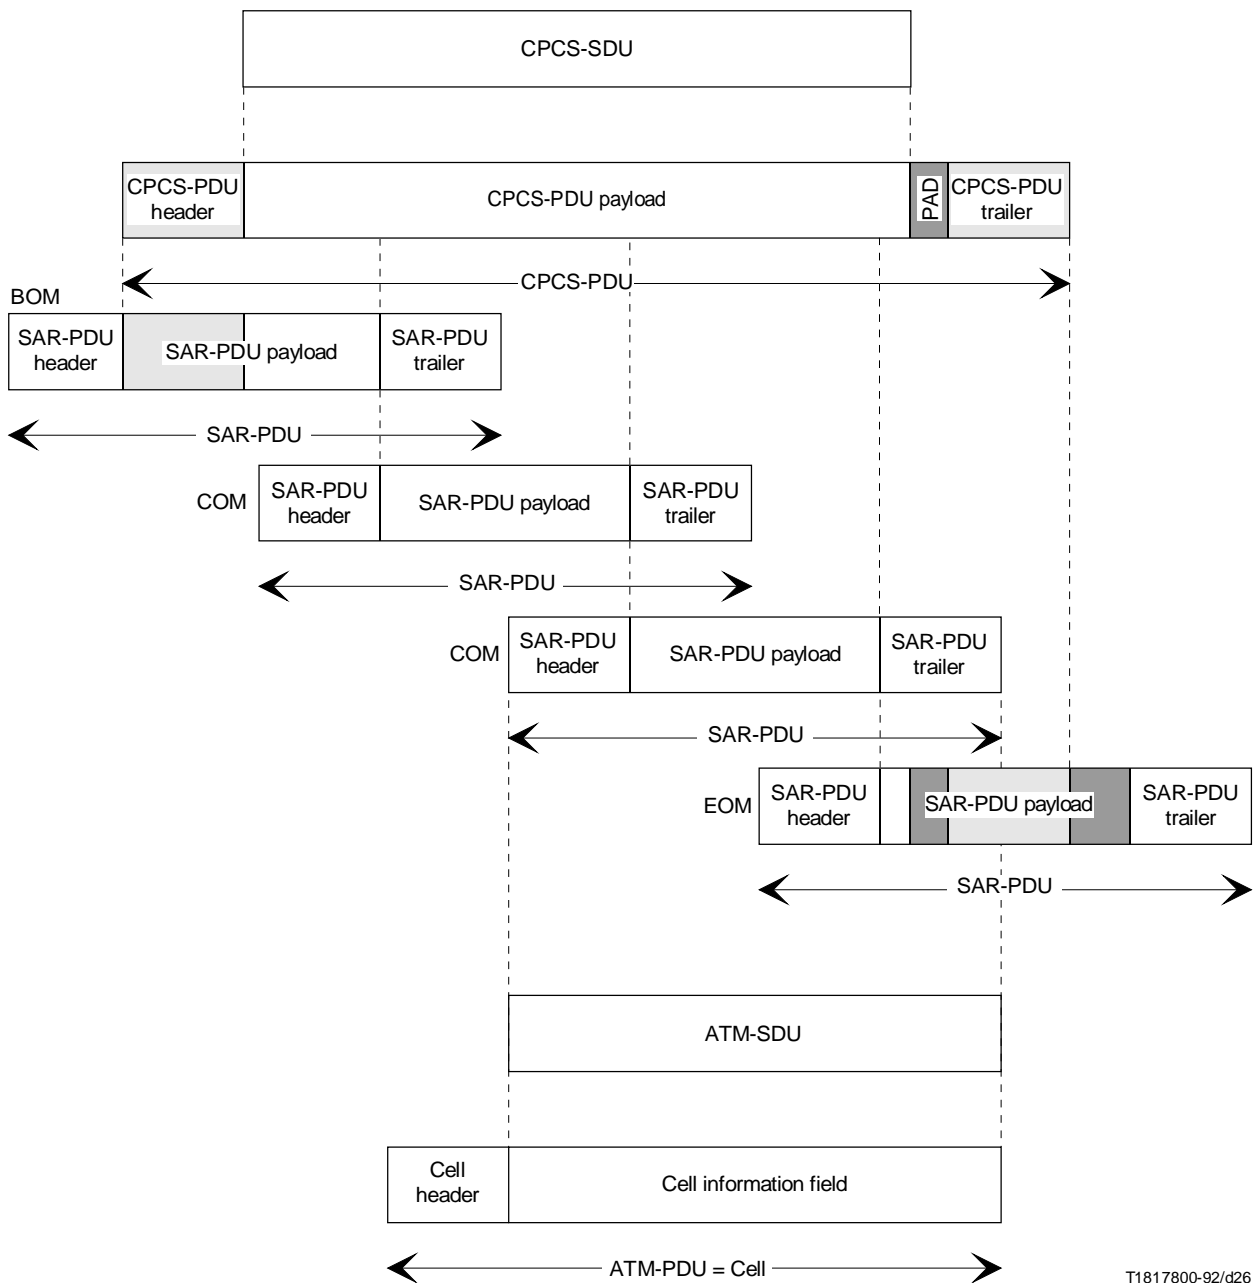 CPCS-SDU
CPCS-PDU
header
CPCS-PDU payload
PAD
CPCS-PDU
trailer
CPCS-PDU
BOM
SAR-PDU
header
SAR-PDU payload
SAR-PDU
trailer
SAR-PDU
COM
SAR-PDU
header
SAR-PDU payload
SAR-PDU
trailer
SAR-PDU
COM
SAR-PDU
header
SAR-PDU payload
SAR-PDU
trailer
SAR-PDU
EOM
SAR-PDU
header
SAR-PDU payload
SAR-PDU
trailer
SAR-PDU
ATM-SDU
Cell
header
Cell information field
ATM-PDU = Cell
T1817800-92/d26